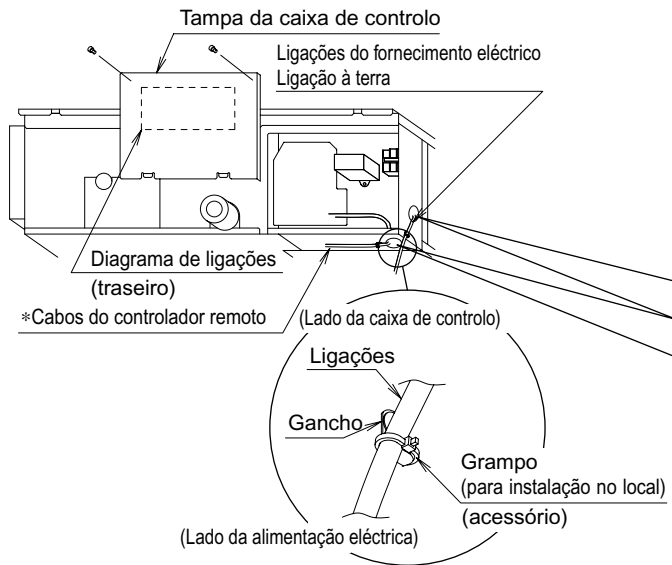 Tampa da caixa de controlo
Ligações do fornecimento eléctrico
Ligação à terra
Diagrama de ligações
(traseiro)
*Cabos do controlador remoto
(Lado da caixa de controlo)
Ligações
Gancho
Grampo
(para instalação no local)
(acessório)
(Lado da alimentação eléctrica)